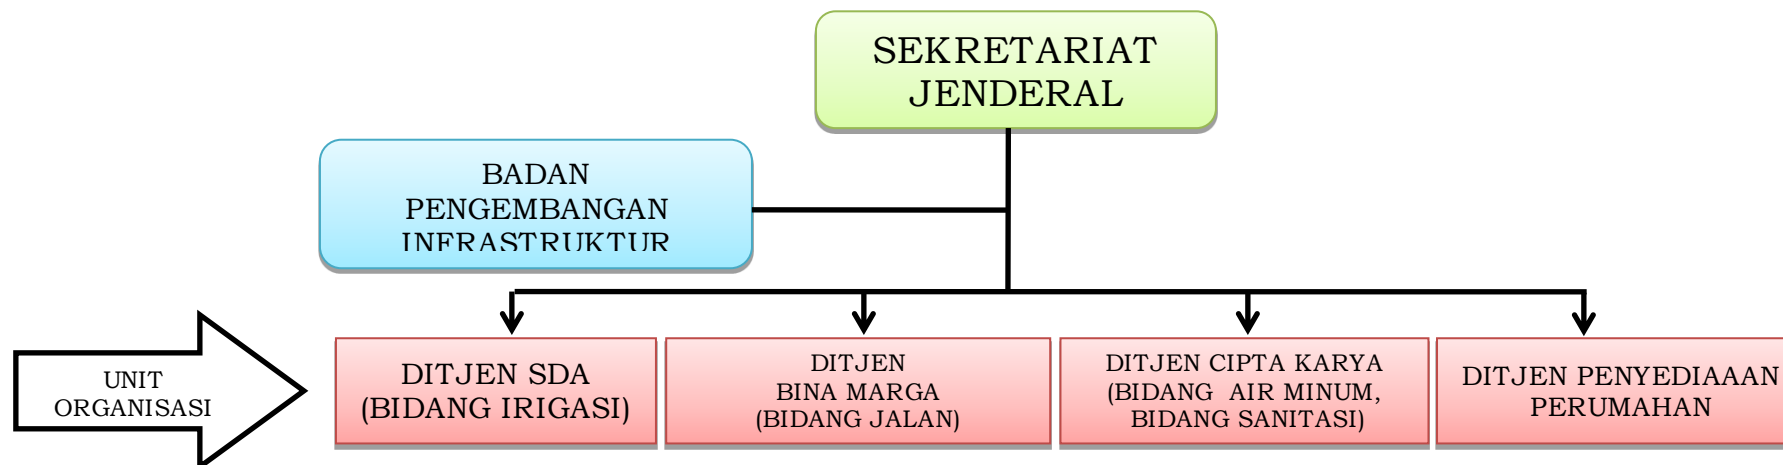 SEKRETARIAT
JENDERAL
BADAN
PENGEMBANGAN
INFRASTRUKTUR
UNIT
ORGANISASI
DITJEN SDA
(BIDANG IRIGASI)
DITJEN
BINA MARGA
(BIDANG JALAN)
DITJEN CIPTA KARYA
(BIDANG AIR MINUM,
BIDANG SANITASI)
DITJEN PENYEDIAAAN
PERUMAHAN